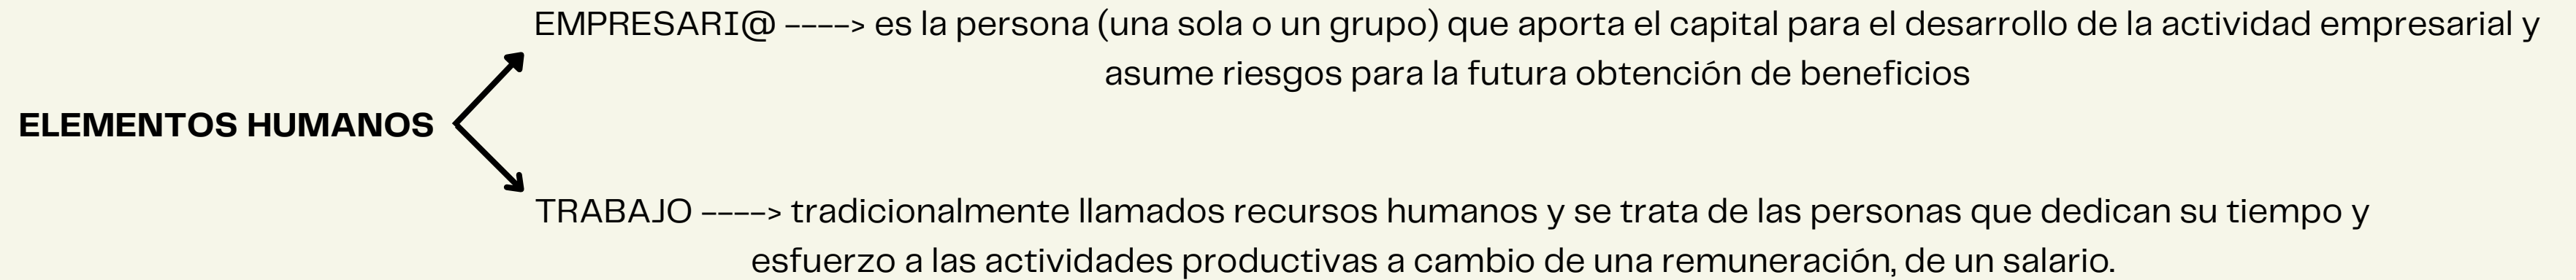 EMPRESARI@ ----> es la persona (una sola o un grupo) que aporta el capital para el desarrollo de la actividad empresarial y
asume riesgos para la futura obtención de beneficios
ELEMENTOS HUMANOS
TRABAJO ----> tradicionalmente llamados recursos humanos y se trata de las personas que dedican su tiempo y
esfuerzo a las actividades productivas a cambio de una remuneración, de un salario.